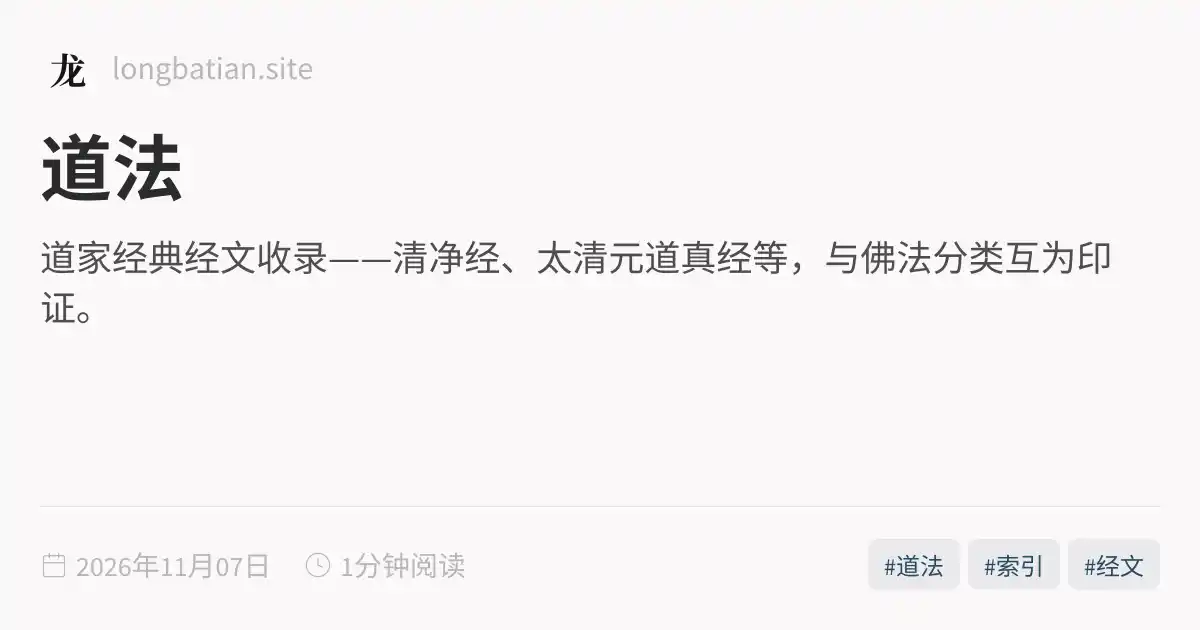 龙 longbatian.site
道法
道家经典经文收录——清净经、太清元道真经等，与佛法分类互为印
证。
2026年11月07日 1分钟阅读 #道法 #索引 #经文